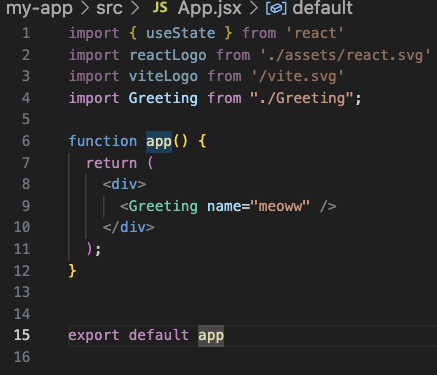 my-app > src > JS App.jsx > default
1 import { useState } from 'react'
2 import reactLogo from './assets/react.svg'
3 import viteLogo from '/vite.svg'
4 import Greeting from "./Greeting";
5
6 function app() {
7 return (
8 <div>
9 <Greeting name="meoww" />
10 </div>
11 );
12 }
13
14
15 export default app
16